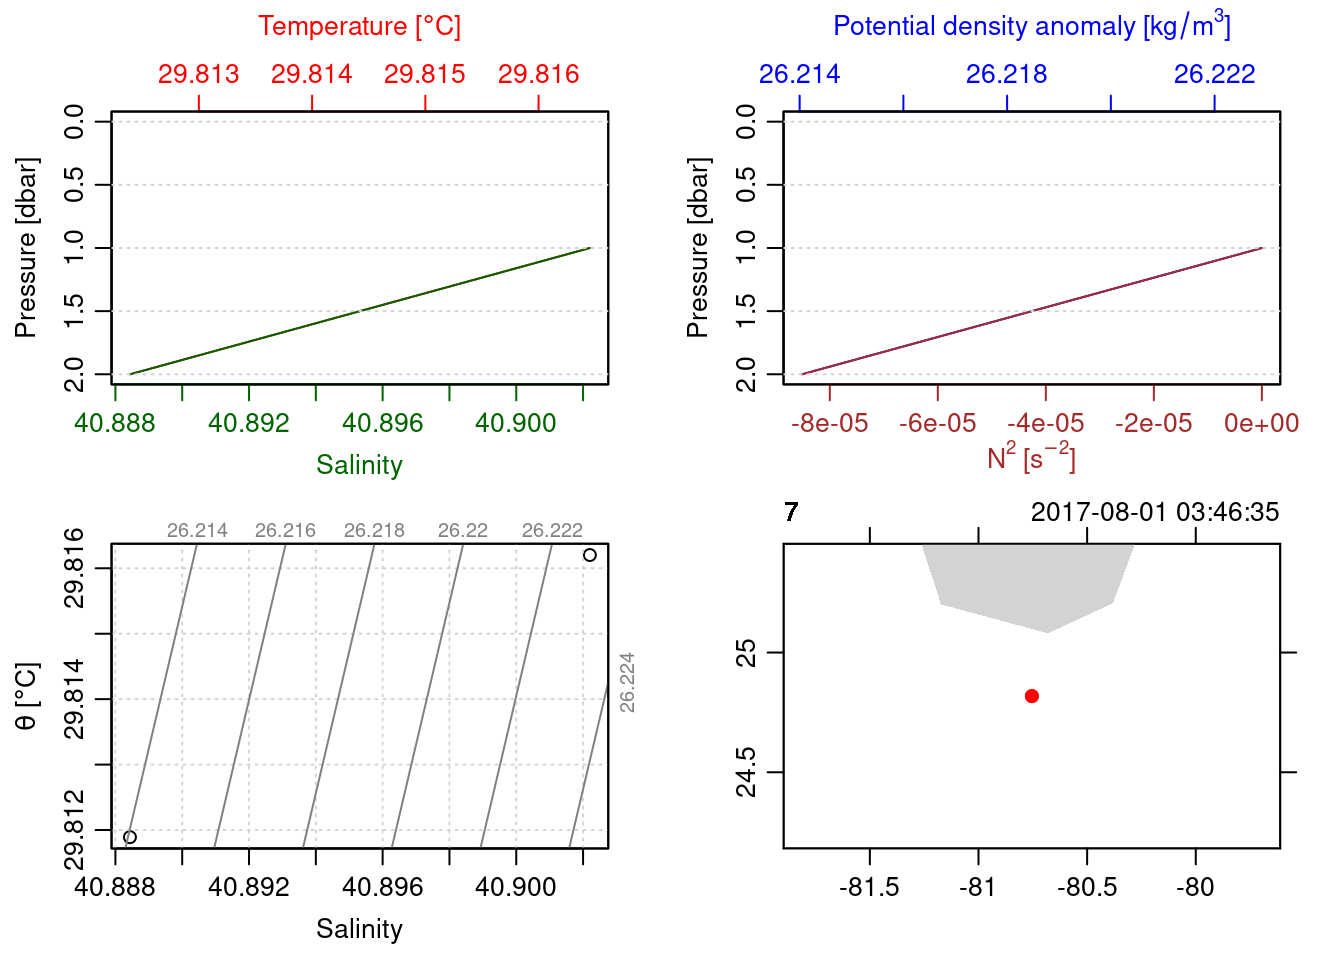 Temperature [°C]
29.813 29.814 29.815 29.816
0.0
0.5
1.0
1.5
2.0
Pressure [dbar]
40.888 40.892 40.896 40.900
Salinity
Potential density anomaly [kg/m³]
26.214 26.218 26.222
0.0
0.5
1.0
1.5
2.0
Pressure [dbar]
-8e-05 -6e-05 -4e-05 -2e-05 0e+00
N² [s⁻²]
26.214 26.216 26.218 26.22 26.222
26.224
29.816
29.814
29.812
θ [°C]
40.888 40.892 40.896 40.900
Salinity
7 2017-08-01 03:46:35
25
24.5
-81.5 -81 -80.5 -80